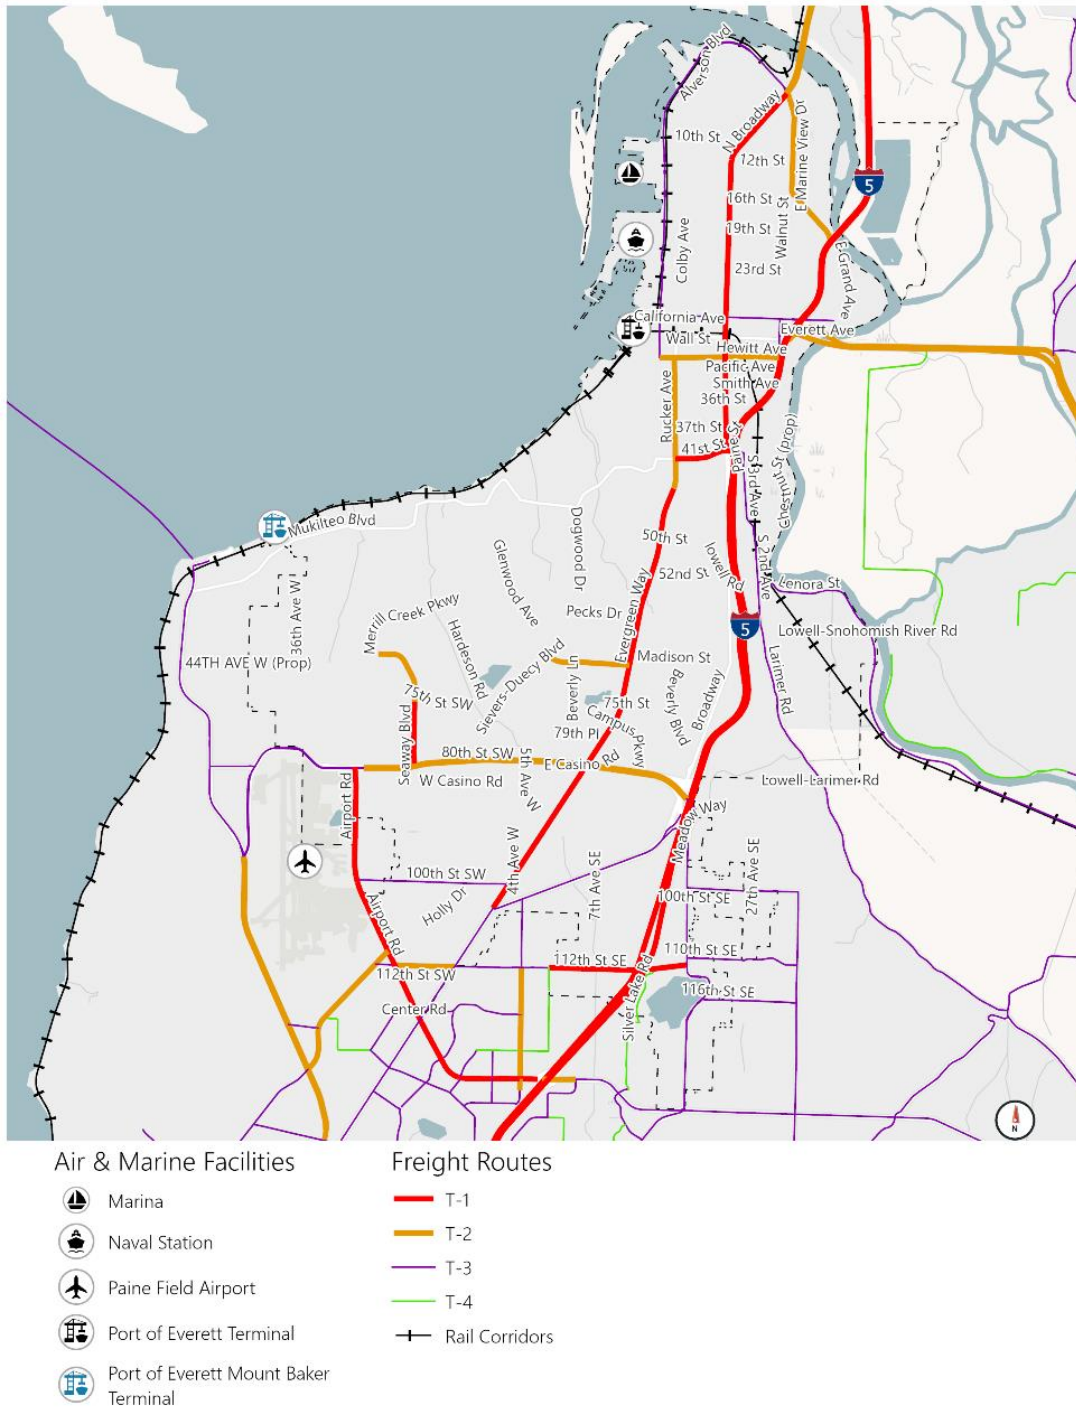 Alverson Blvd
10th St
N Broadway
12th St
E Marine View Dr
5
16th St
Walnut St
19th St
Colby Ave
23rd St
E Grand Ave
California Ave
Everett Ave
Wall St
Hewitt Ave
Pacific Ave
Smith Ave
Rucker Ave
36th St
37th St
41st St
Paine St
S 3rd Ave
Chestnut St (prop)
Mukilteo Blvd
Dogwood Dr
50th St
Glenwood Ave
52nd St
lowell Rd
S 2nd Ave
Lenora St
36th Ave W
Merrill Creek Pkwy
Pecks Dr
Evergreen Way
5
Hardeson Rd
Lowell-Snohomish River Rd
44TH AVE W (Prop)
Sievers-Duecy Blvd
Madison St
Larimer Rd
Beverly Ln
Beverly Blvd
Broadway
75th St SW
75th St
Campus Pkwy
Seaway Blvd
79th Pl
80th St SW
E Casino Rd
W Casino Rd
5th Ave W
Lowell-Larimer Rd
Airport Rd
Meadow Way
4th Ave W
27th Ave SE
100th St SW
7th Ave SE
Holly Dr
100th St SE
Airport Rd
110th St SE
112th St SE
112th St SW
Silver Lake Rd
116th St SE
Center Rd
N
Air & Marine Facilities
Marina
Naval Station
Paine Field Airport
Port of Everett Terminal
Port of Everett Mount Baker
Terminal
Freight Routes
T-1
T-2
T-3
T-4
Rail Corridors